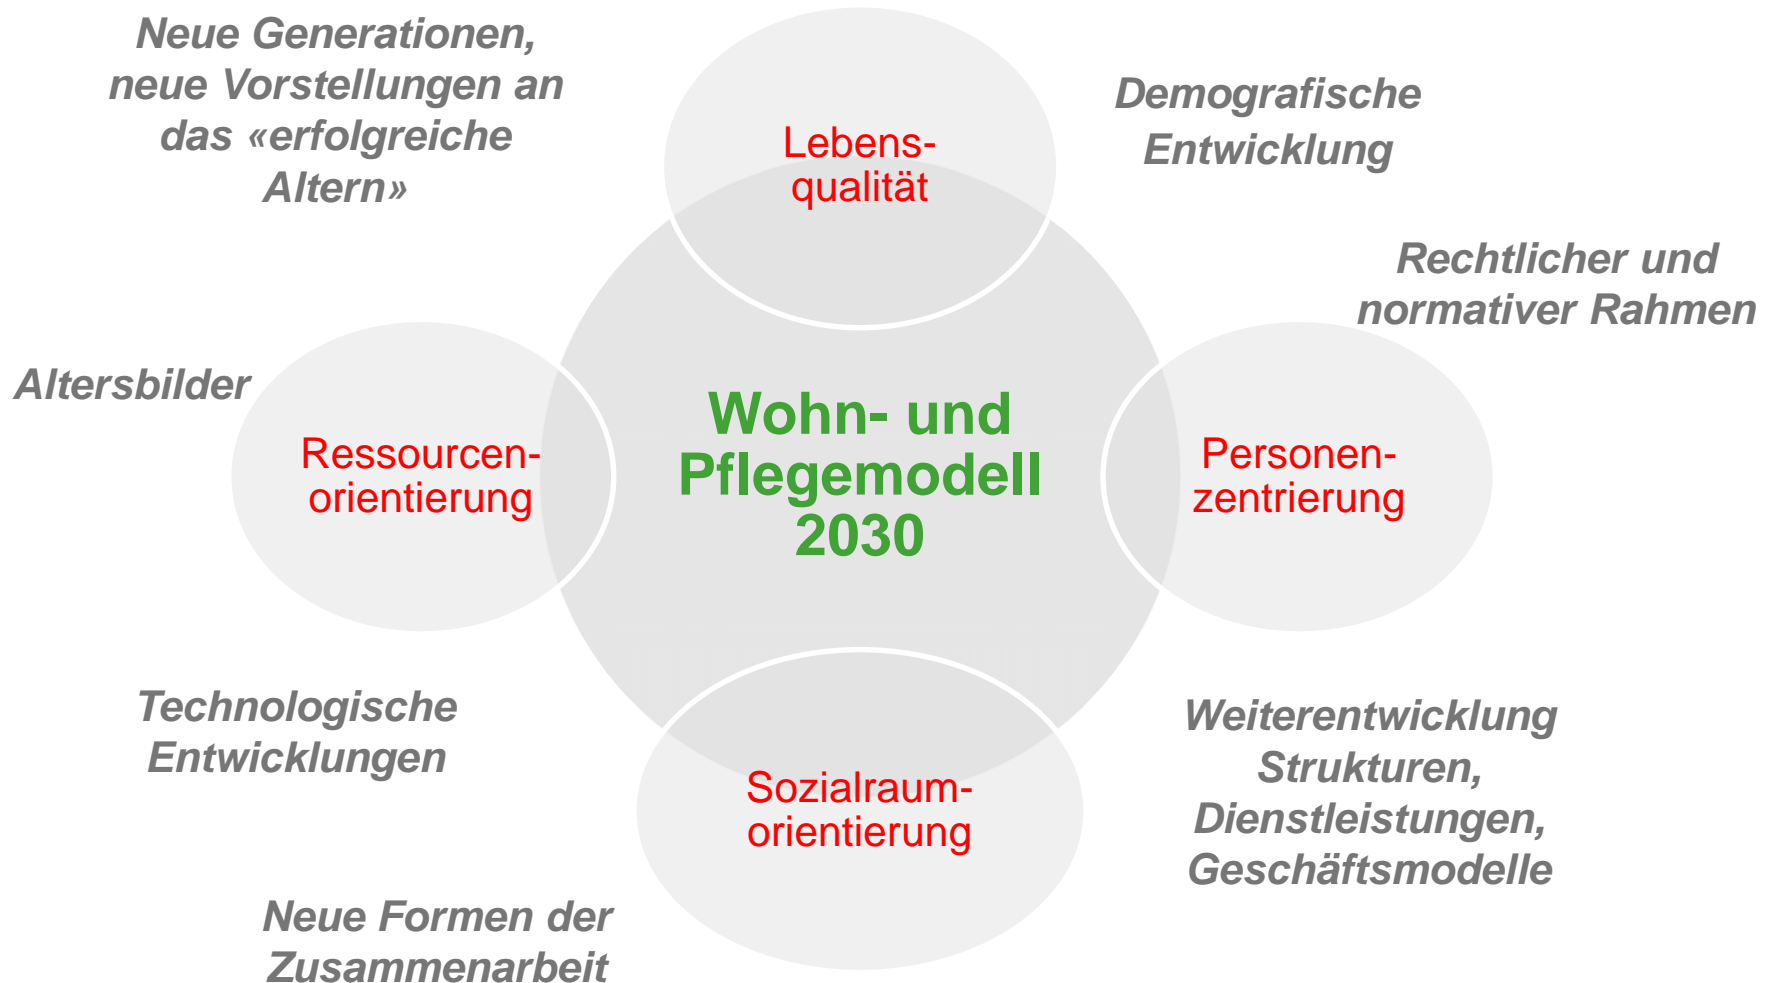 Neue Generationen,
neue Vorstellungen an
das «erfolgreiche
Altern»
Lebens-
qualität
Demografische
Entwicklung
Rechtlicher und
normativer Rahmen
Altersbilder
Ressourcen-
orientierung
Wohn- und
Pflegemodell
2030
Personen-
zentrierung
Technologische
Entwicklungen
Sozialraum-
orientierung
Weiterentwicklung
Strukturen,
Dienstleistungen,
Geschäftsmodelle
Neue Formen der
Zusammenarbeit